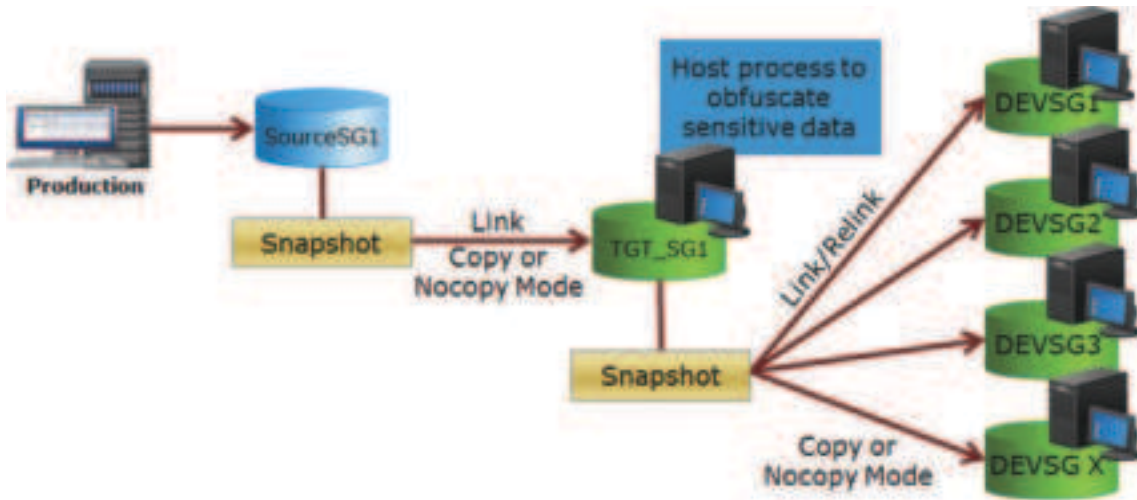 Production
SourceSG1
Snapshot
Link
Copy or
Nocopy Mode
Host process to
obfuscate
sensitive data
TGT_SG1
Snapshot
Link/Relink
Copy or
Nocopy Mode
DEVSG1
DEVSG2
DEVSG3
DEVSG X